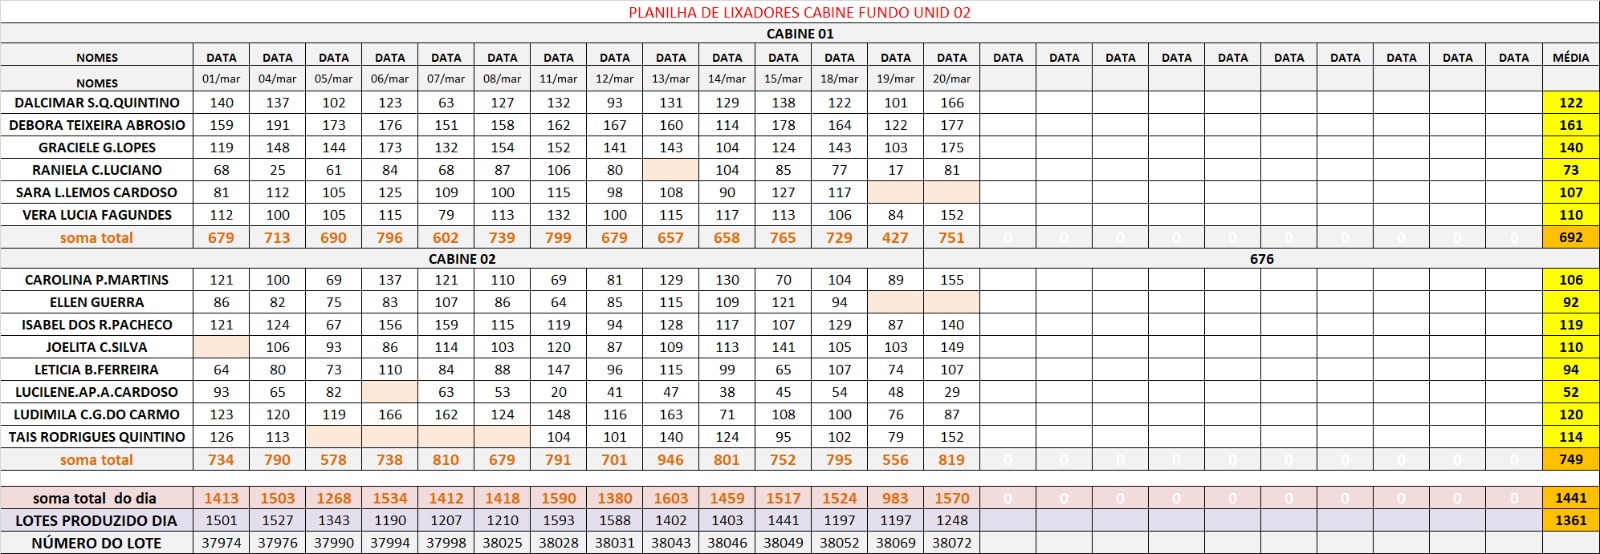 PLANILHA DE LIXADORES CABINE FUNDO UNID 02
CABINE 01
NOMES DATA DATA DATA DATA DATA DATA DATA DATA DATA DATA DATA DATA DATA DATA DATA DATA DATA DATA DATA DATA DATA DATA DATA DATA MÉDIA
NOMES 01/mar 04/mar 05/mar 06/mar 07/mar 08/mar 11/mar 12/mar 13/mar 14/mar 15/mar 18/mar 19/mar 20/mar
DALCIMAR S.Q.QUINTINO 140 137 102 123 63 127 132 93 131 129 138 122 101 166 122
DEBORA TEIXEIRA ABROSIO 159 191 173 176 151 158 162 167 160 114 178 164 122 177 161
GRACIELE G.LOPES 119 148 144 173 132 154 152 141 143 104 124 143 103 175 140
RANIELA C.LUCIANO 68 25 61 84 68 87 106 80 104 85 77 17 81 73
SARA L.LEMOS CARDOSO 81 112 105 125 109 100 115 98 108 90 127 117 107
VERA LUCIA FAGUNDES 112 100 105 115 79 113 132 100 115 117 113 106 84 152 110
soma total 679 713 690 796 602 739 799 679 657 658 765 729 427 751 0 0 0 0 0 0 0 0 0 0 692
CABINE 02 676
CAROLINA P.MARTINS 121 100 69 137 121 110 69 81 129 130 70 104 89 155 106
ELLEN GUERRA 86 82 75 83 107 86 64 85 115 109 121 94 92
ISABEL DOS R.PACHECO 121 124 67 156 159 115 119 94 128 117 107 129 87 140 119
JOELITA C.SILVA 106 93 86 114 103 120 87 109 113 141 105 103 149 110
LETICIA B.FERREIRA 64 80 73 110 84 88 147 96 115 99 65 107 74 107 94
LUCILENE.AP.A.CARDOSO 93 65 82 63 53 20 41 47 38 45 54 48 29 52
LUDIMILA C.G.DO CARMO 123 120 119 166 162 124 148 116 163 71 108 100 76 87 120
TAIS RODRIGUES QUINTINO 126 113 104 101 140 124 95 102 79 152 114
soma total 734 790 578 738 810 679 791 701 946 801 752 795 556 819 0 0 0 0 0 0 0 0 0 0 749
soma total do dia 1413 1503 1268 1534 1412 1418 1590 1380 1603 1459 1517 1524 983 1570 0 0 0 0 0 0 0 0 0 0 1441
LOTES PRODUZIDO DIA 1501 1527 1343 1190 1207 1210 1593 1588 1402 1403 1441 1197 1197 1248 1361
NÚMERO DO LOTE 37974 37976 37990 37994 37998 38025 38028 38031 38043 38046 38049 38052 38069 38072